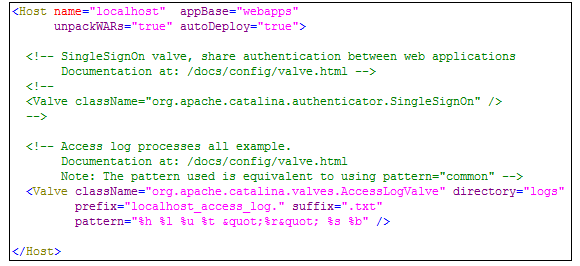 <Host name="localhost"  appBase="webapps"
      unpackWARs="true" autoDeploy="true">

  <!-- SingleSignOn valve, share authentication between web applications
       Documentation at: /docs/config/valve.html -->
  <!--
  <Valve className="org.apache.catalina.authenticator.SingleSignOn" />
  -->

  <!-- Access log processes all example.
       Documentation at: /docs/config/valve.html
       Note: The pattern used is equivalent to using pattern="common" -->
  <Valve className="org.apache.catalina.valves.AccessLogValve" directory="logs"
         prefix="localhost_access_log." suffix=".txt"
         pattern="%h %l %u %t &quot;%r&quot; %s %b" />

</Host>